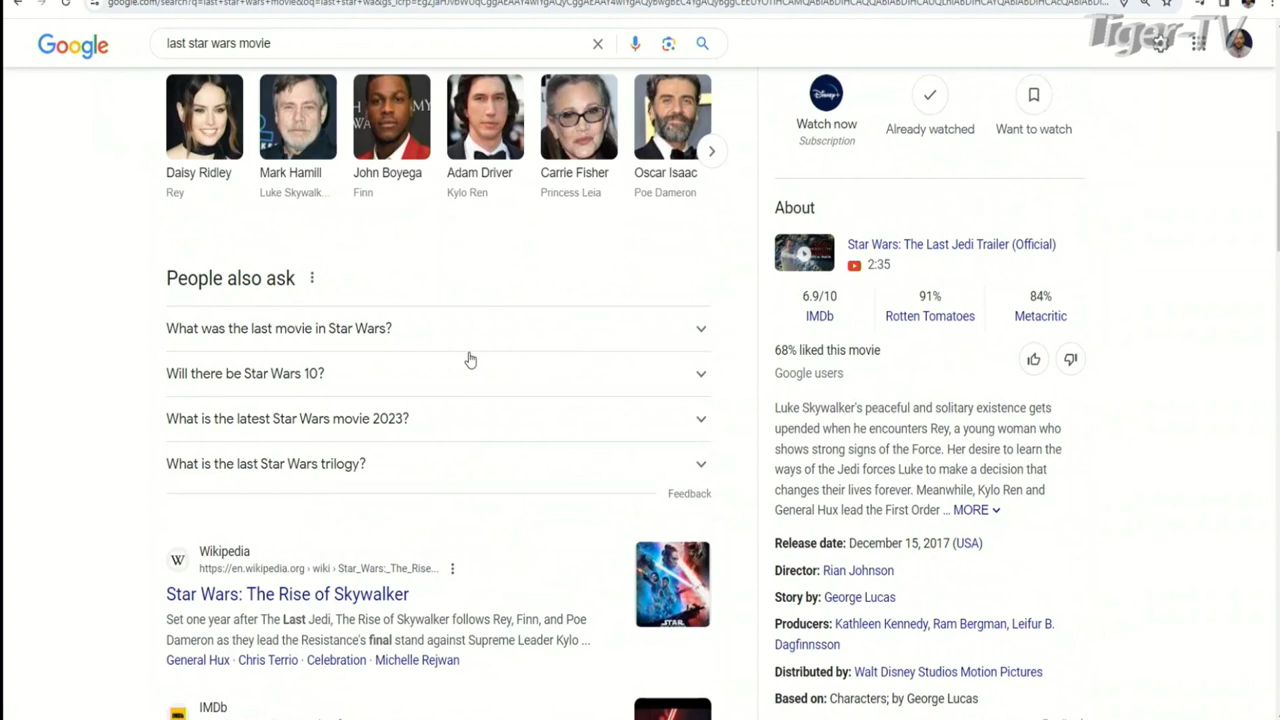 Tiger-TV
Google
last star wars movie
Daisy Ridley
Rey
Mark Hamill
Luke Skywalk...
John Boyega
Finn
Adam Driver
Kylo Ren
Carrie Fisher
Princess Leia
Oscar Isaac
Poe Dameron
People also ask
What was the last movie in Star Wars?
Will there be Star Wars 10?
What is the latest Star Wars movie 2023?
What is the last Star Wars trilogy?
Feedback
W
Wikipedia
https://en.wikipedia.org › wiki › Star_Wars:_The_Rise...
Star Wars: The Rise of Skywalker
Set one year after The Last Jedi, The Rise of Skywalker follows Rey, Finn, and Poe
Dameron as they lead the Resistance's final stand against Supreme Leader Kylo ...
General Hux · Chris Terrio · Celebration · Michelle Rejwan
STAR
IMDb
Disney+
Watch now
Subscription
Already watched
Want to watch
About
Star Wars: The Last Jedi Trailer (Official)
2:35
6.9/10
IMDb
91%
Rotten Tomatoes
84%
Metacritic
68% liked this movie
Google users
Luke Skywalker's peaceful and solitary existence gets
upended when he encounters Rey, a young woman who
shows strong signs of the Force. Her desire to learn the
ways of the Jedi forces Luke to make a decision that
changes their lives forever. Meanwhile, Kylo Ren and
General Hux lead the First Order ... MORE
Release date: December 15, 2017 (USA)
Director: Rian Johnson
Story by: George Lucas
Producers: Kathleen Kennedy, Ram Bergman, Leifur B.
Dagfinnsson
Distributed by: Walt Disney Studios Motion Pictures
Based on: Characters; by George Lucas